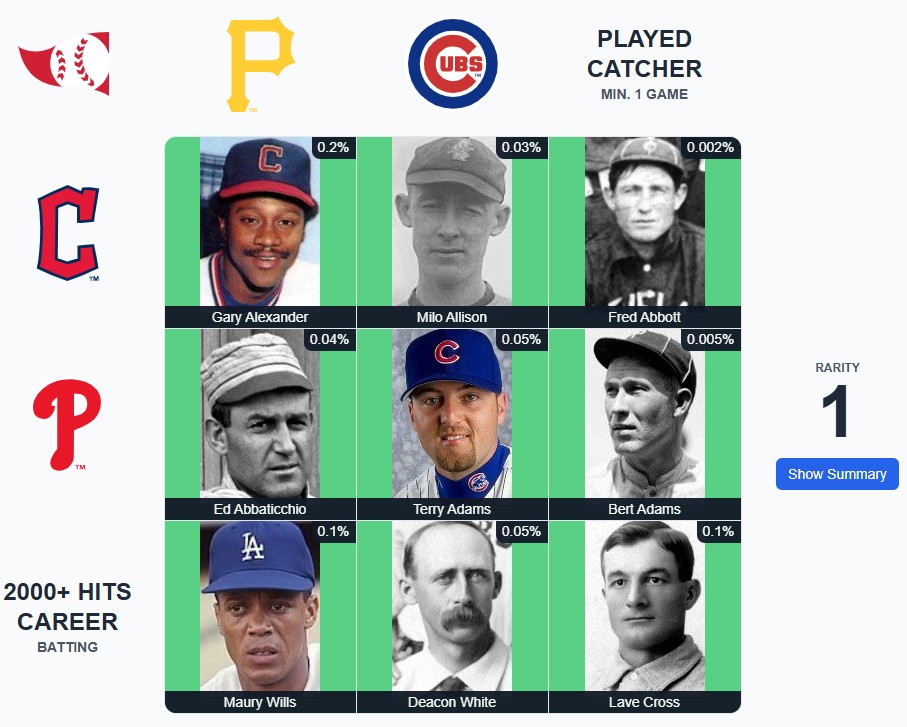 P
CUBS
PLAYED
CATCHER
MIN. 1 GAME
C
0.2%
0.03%
0.002%
Gary Alexander
Milo Allison
Fred Abbott
P
0.04%
0.05%
0.005%
RARITY
1
Show Summary
Ed Abbaticchio
Terry Adams
Bert Adams
2000+ HITS
CAREER
BATTING
0.1%
0.05%
0.1%
LA
Maury Wills
Deacon White
Lave Cross